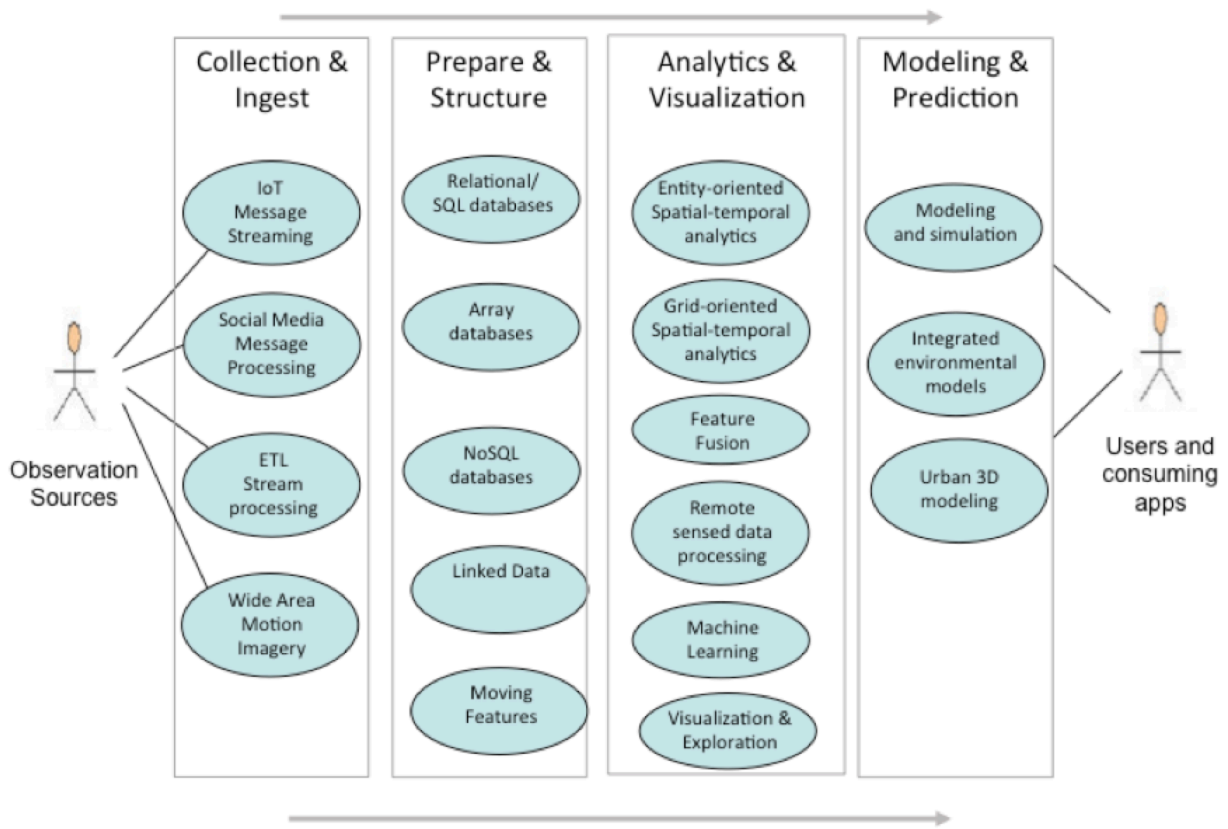 Collection &
Ingest
IoT
Message
Streaming
Social Media
Message
Processing
ETL
Stream
processing
Wide Area
Motion
Imagery
Prepare &
Structure
Relational/
SQL databases
Array
databases
NoSQL
databases
Linked Data
Moving
Features
Analytics &
Visualization
Entity-oriented
Spatial-temporal
analytics
Grid-oriented
Spatial-temporal
analytics
Feature
Fusion
Remote
sensed data
processing
Machine
Learning
Visualization &
Exploration
Modeling &
Prediction
Modeling
and simulation
Integrated
environmental
models
Urban 3D
modeling
Observation
Sources
Users and
consuming
apps